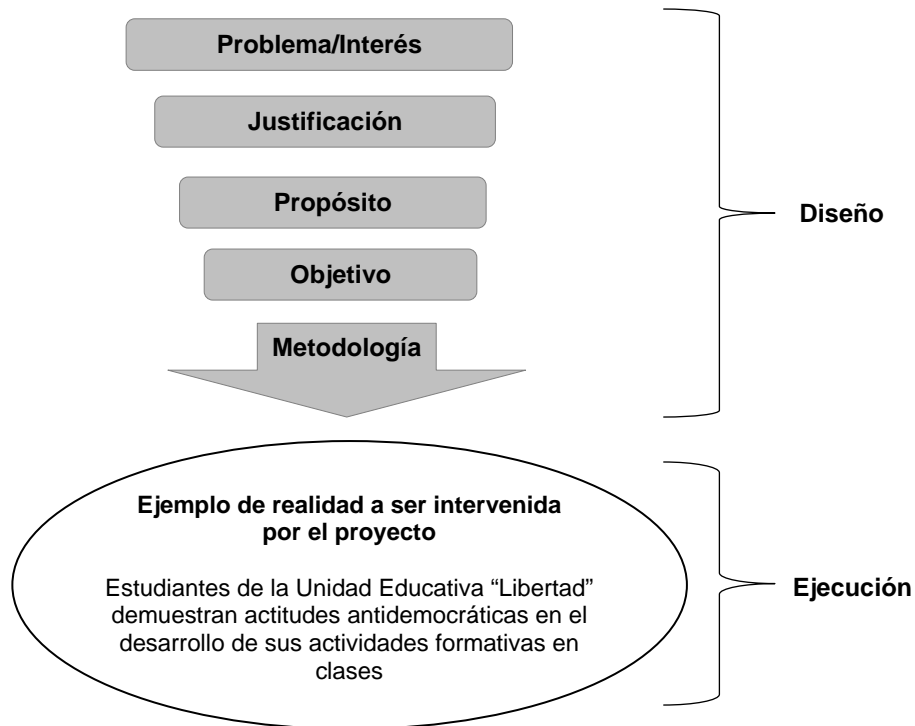 Problema/Interés
Justificación
Propósito
Diseño
Objetivo
Metodología
Ejemplo de realidad a ser intervenida
por el proyecto
Estudiantes de la Unidad Educativa “Libertad”
demuestran actitudes antidemocráticas en el
desarrollo de sus actividades formativas en
clases
Ejecución